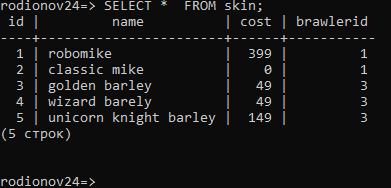 rodionov24=> SELECT *  FROM skin;
 id |         name          | cost | brawlerid
----+-----------------------+------+-----------
  1 | robomike              |  399 |         1
  2 | classic mike          |    0 |         1
  3 | golden barley         |   49 |         3
  4 | wizard barely         |   49 |         3
  5 | unicorn knight barley |  149 |         3
(5 строк)
rodionov24=>